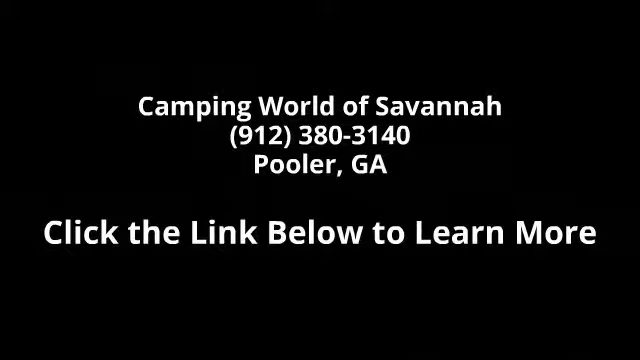 Camping World of Savannah
(912) 380-3140
Pooler, GA
Click the Link Below to Learn More